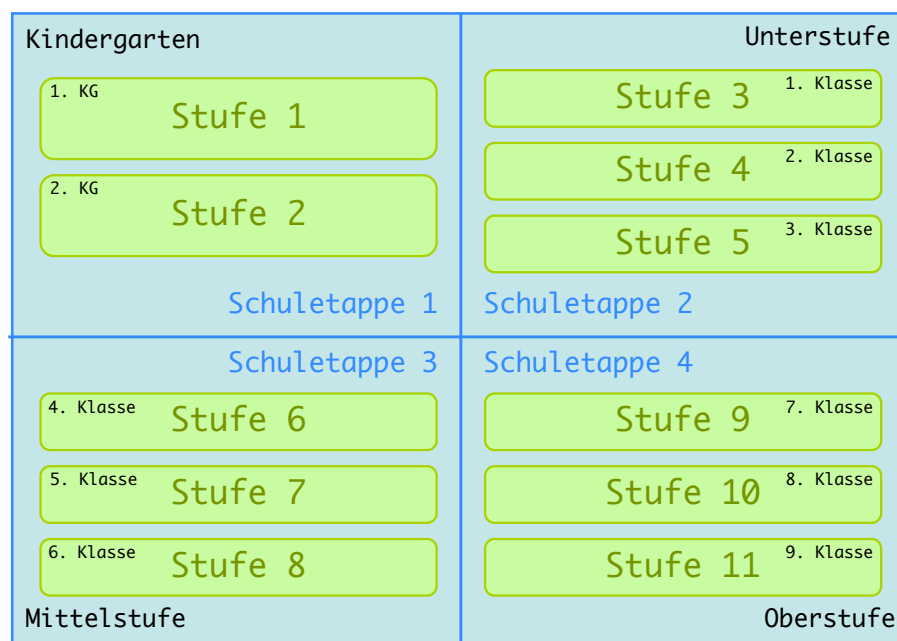 Kindergarten
1. KG
Stufe 1
2. KG
Stufe 2
Schuletappe 1
Unterstufe
Stufe 3
1. Klasse
Stufe 4
2. Klasse
Stufe 5
3. Klasse
Schuletappe 2
Schuletappe 3
4. Klasse
Stufe 6
5. Klasse
Stufe 7
6. Klasse
Stufe 8
Mittelstufe
Schuletappe 4
Stufe 9
7. Klasse
Stufe 10
8. Klasse
Stufe 11
9. Klasse
Oberstufe